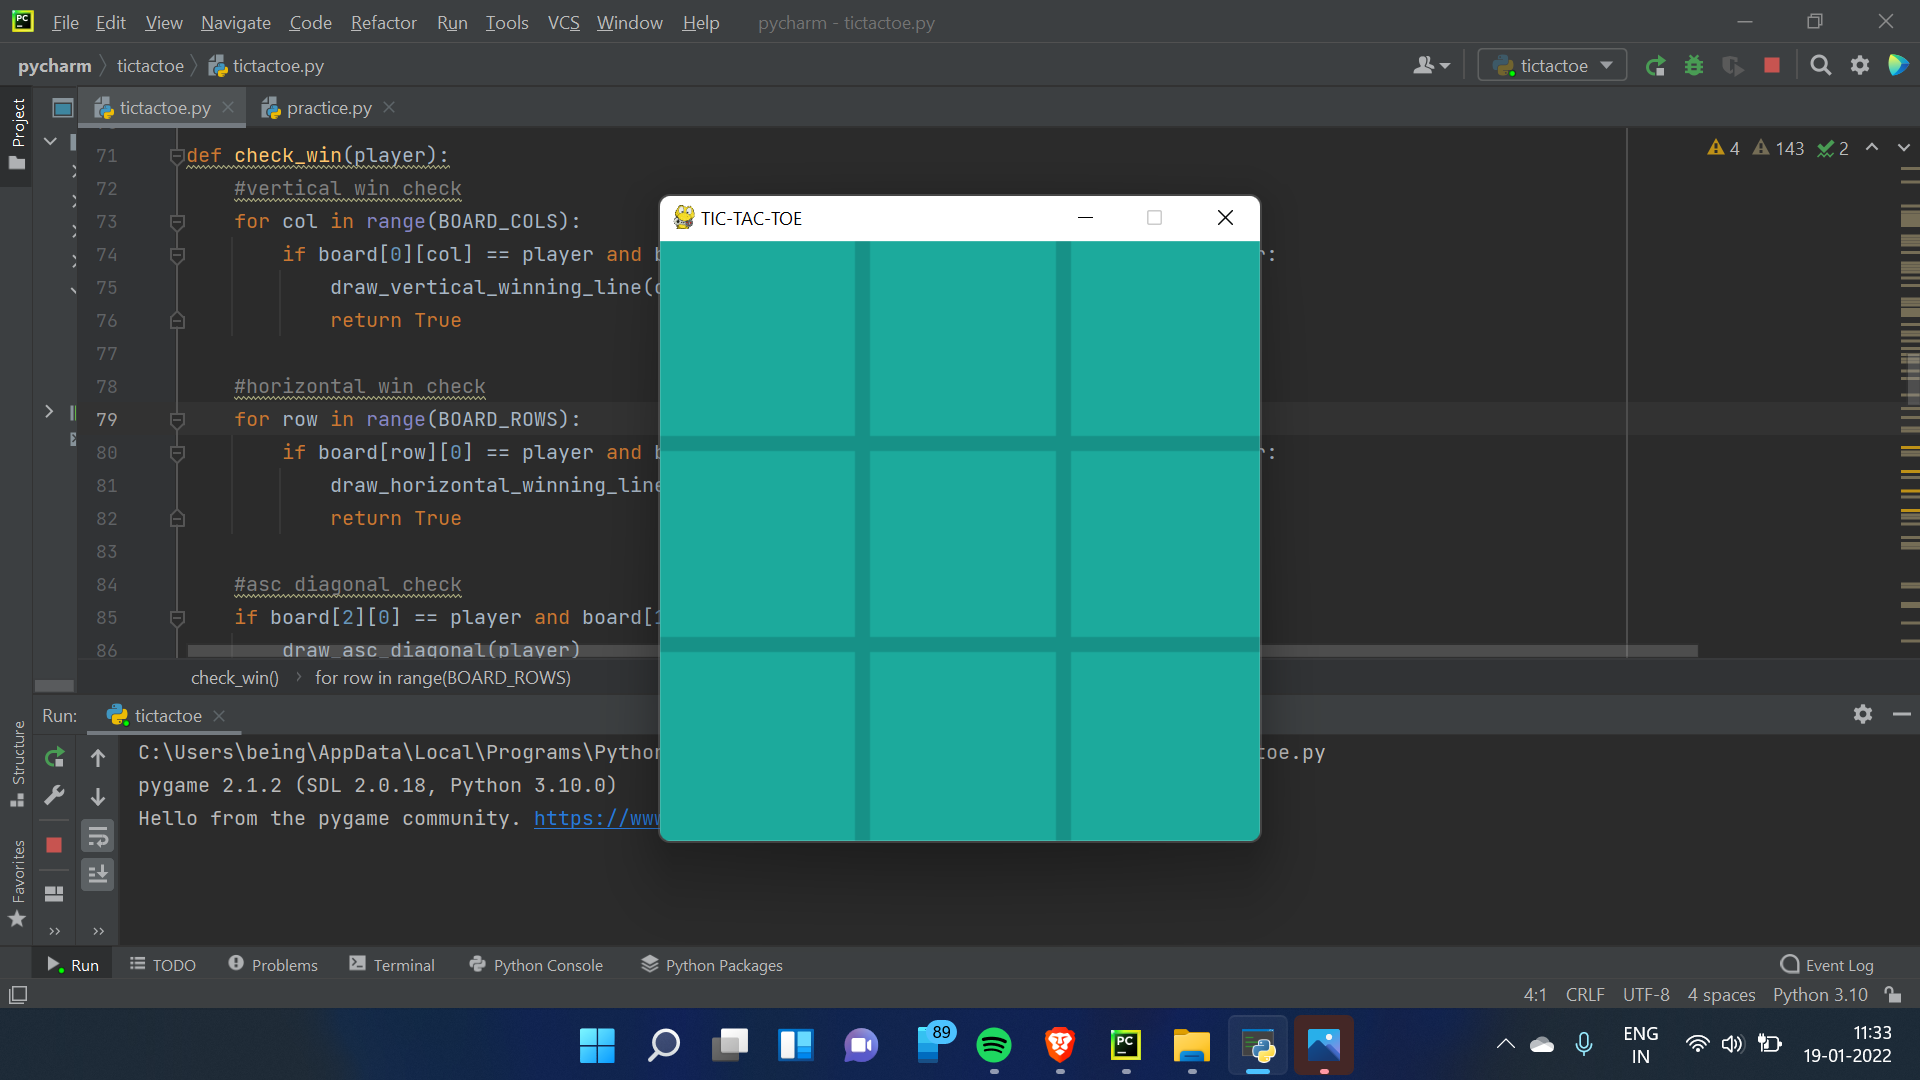 File Edit View Navigate Code Refactor Run Tools VCS Window Help pycharm - tictactoe.py
pycharm tictactoe tictactoe.py tictactoe
Project
tictactoe.py practice.py
4 143 2
71 def check_win(player):
72 #vertical win check
73 for col in range(BOARD_COLS):
74 if board[0][col] == player and
75 draw_vertical_winning_line(
76 return True
77
78 #horizontal win check
79 for row in range(BOARD_ROWS):
80 if board[row][0] == player and
81 draw_horizontal_winning_line
82 return True
83
84 #asc diagonal check
85 if board[2][0] == player and board[
86 draw_asc_diagonal(player)
TIC-TAC-TOE
check_win() for row in range(BOARD_ROWS)
Run: tictactoe
C:\Users\being\AppData\Local\Programs\Python toe.py
pygame 2.1.2 (SDL 2.0.18, Python 3.10.0)
Hello from the pygame community. https://www
Structure
Favorites
Run TODO Problems Terminal Python Console Python Packages Event Log
4:1 CRLF UTF-8 4 spaces Python 3.10
PC
89
PC
ENG
IN
11:33
19-01-2022